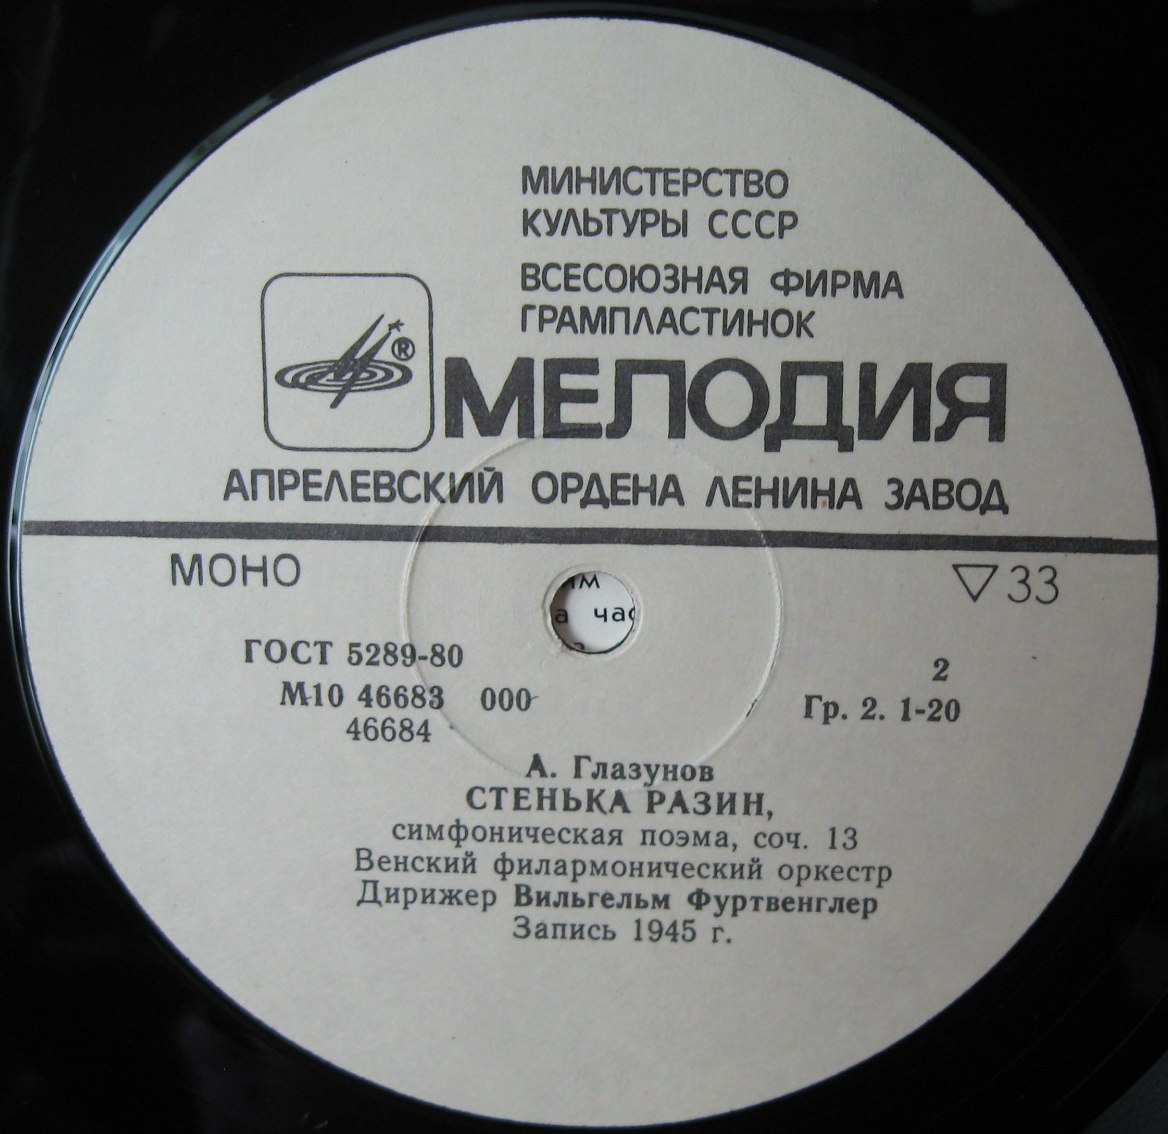 МИНИСТЕРСТВО
КУЛЬТУРЫ СССР
ВСЕСОЮЗНАЯ ФИРМА
ГРАМПЛАСТИНОК
®
МЕЛОДИЯ
АПРЕЛЕВСКИЙ ОРДЕНА ЛЕНИНА ЗАВОД
МОНО ▽33
ГОСТ 5289-80
2
М10 46683 000
Гр. 2. 1-20
46684
А. Глазунов
СТЕНЬКА РАЗИН,
симфоническая поэма, соч. 13
Венский филармонический оркестр
Дирижер Вильгельм Фуртвенглер
Запись 1945 г.